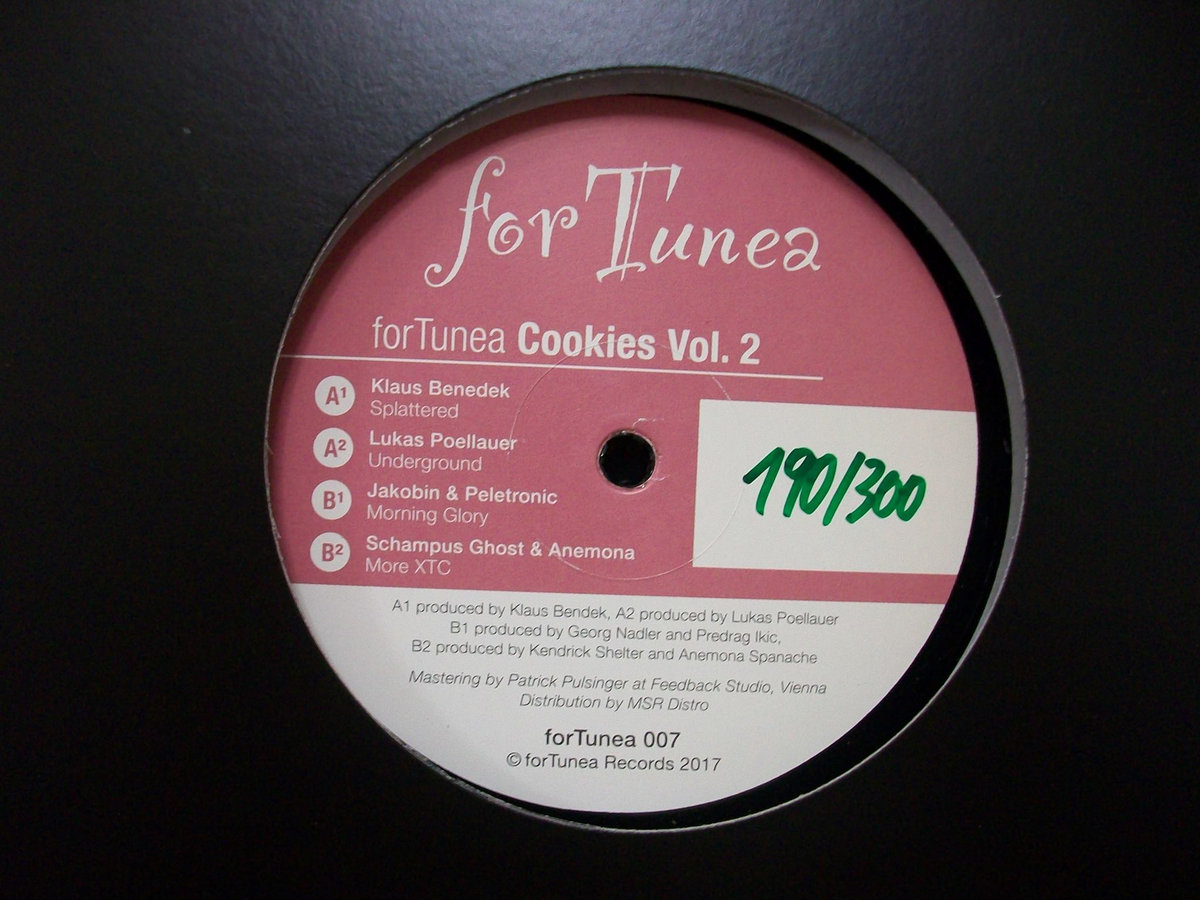 for Tunea
forTunea Cookies Vol. 2
A1 Klaus Benedek
Splattered
A2 Lukas Poellauer
Underground
B1 Jakobin & Peletronic
Morning Glory
B2 Schampus Ghost & Anemona
More XTC
190/300
A1 produced by Klaus Bendek, A2 produced by Lukas Poellauer
B1 produced by Georg Nadler and Predrag Ikic,
B2 produced by Kendrick Shelter and Anemona Spanache
Mastering by Patrick Pulsinger at Feedback Studio, Vienna
Distribution by MSR Distro
forTunea 007
© forTunea Records 2017